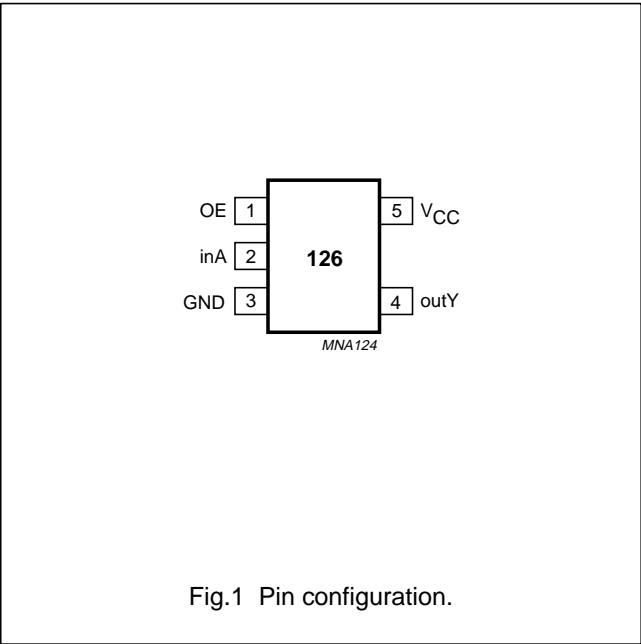 OE 1
5 VCC
inA 2
126
GND 3
4 outY
MNA124
Fig.1 Pin configuration.